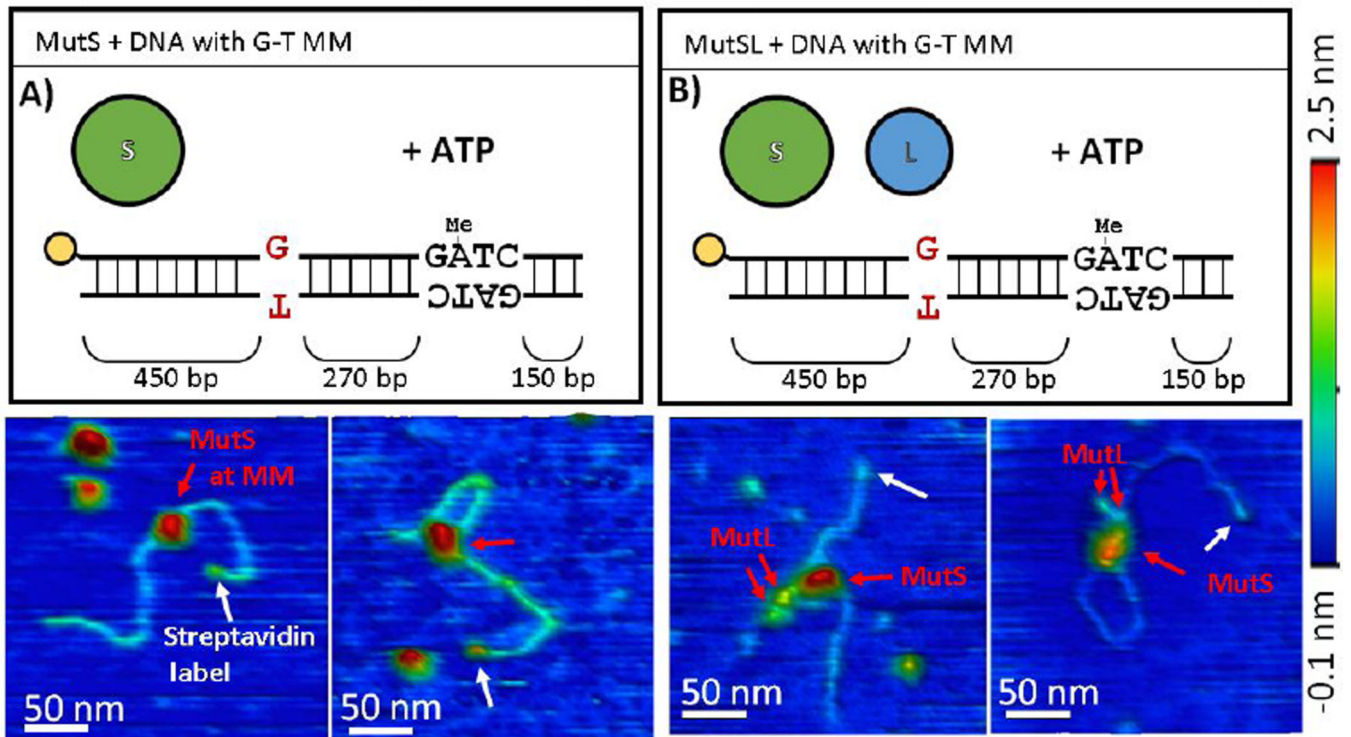 MutS + DNA with G-T MM
A)
S
+ ATP
Me
G
GATC
T
GATC
450 bp
270 bp
150 bp
MutSL + DNA with G-T MM
B)
S
L
+ ATP
Me
G
GATC
T
GATC
450 bp
270 bp
150 bp
2.5 nm
-0.1 nm
MutS
at MM
Streptavidin
label
50 nm
50 nm
MutL
MutS
50 nm
MutL
MutS
50 nm